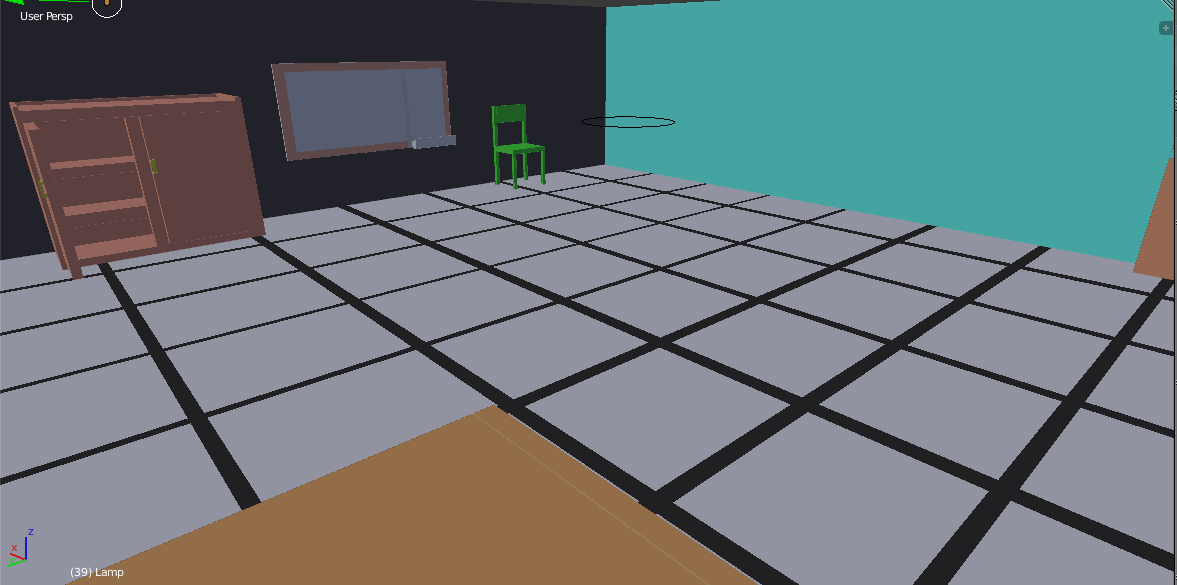 User Persp
z
x
(39) Lamp